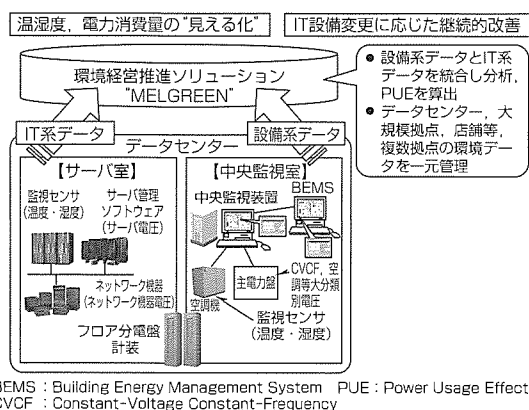 温湿度，電力消費量の"見える化"
IT設備変更に応じた継続的改善
環境経営推進ソリューション
"MELGREEN"
● 設備系データとIT系
データを統合し分析，
PUEを算出
● データセンター，大
規模拠点，店舗等，
複数拠点の環境デー
タを一元管理
IT系データ
設備系データ
データセンター
【サーバ室】
監視センサ
（温度・湿度）
サーバ管理
ソフトウェア
（サーバ電圧）
ネットワーク機器
（ネットワーク機器電圧）
フロア分電盤
計装
【中央監視室】
BEMS
中央監視装置
主電力盤
CVCF，空
調等大分類
別電圧
空調機
監視センサ
（温度・湿度）
BEMS：Building Energy Management System PUE：Power Usage Effect
CVCF：Constant-Voltage Constant-Frequency